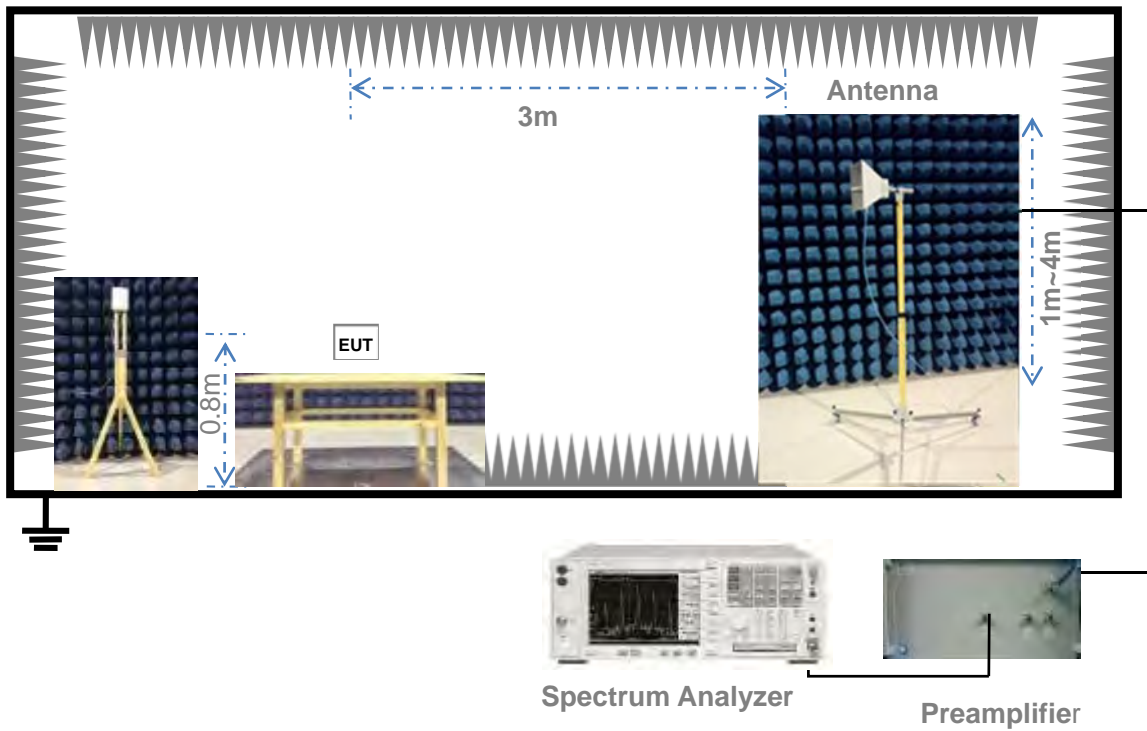 Antenna
3m
1m~4m
EUT
0.8m
Spectrum Analyzer
Preamplifier